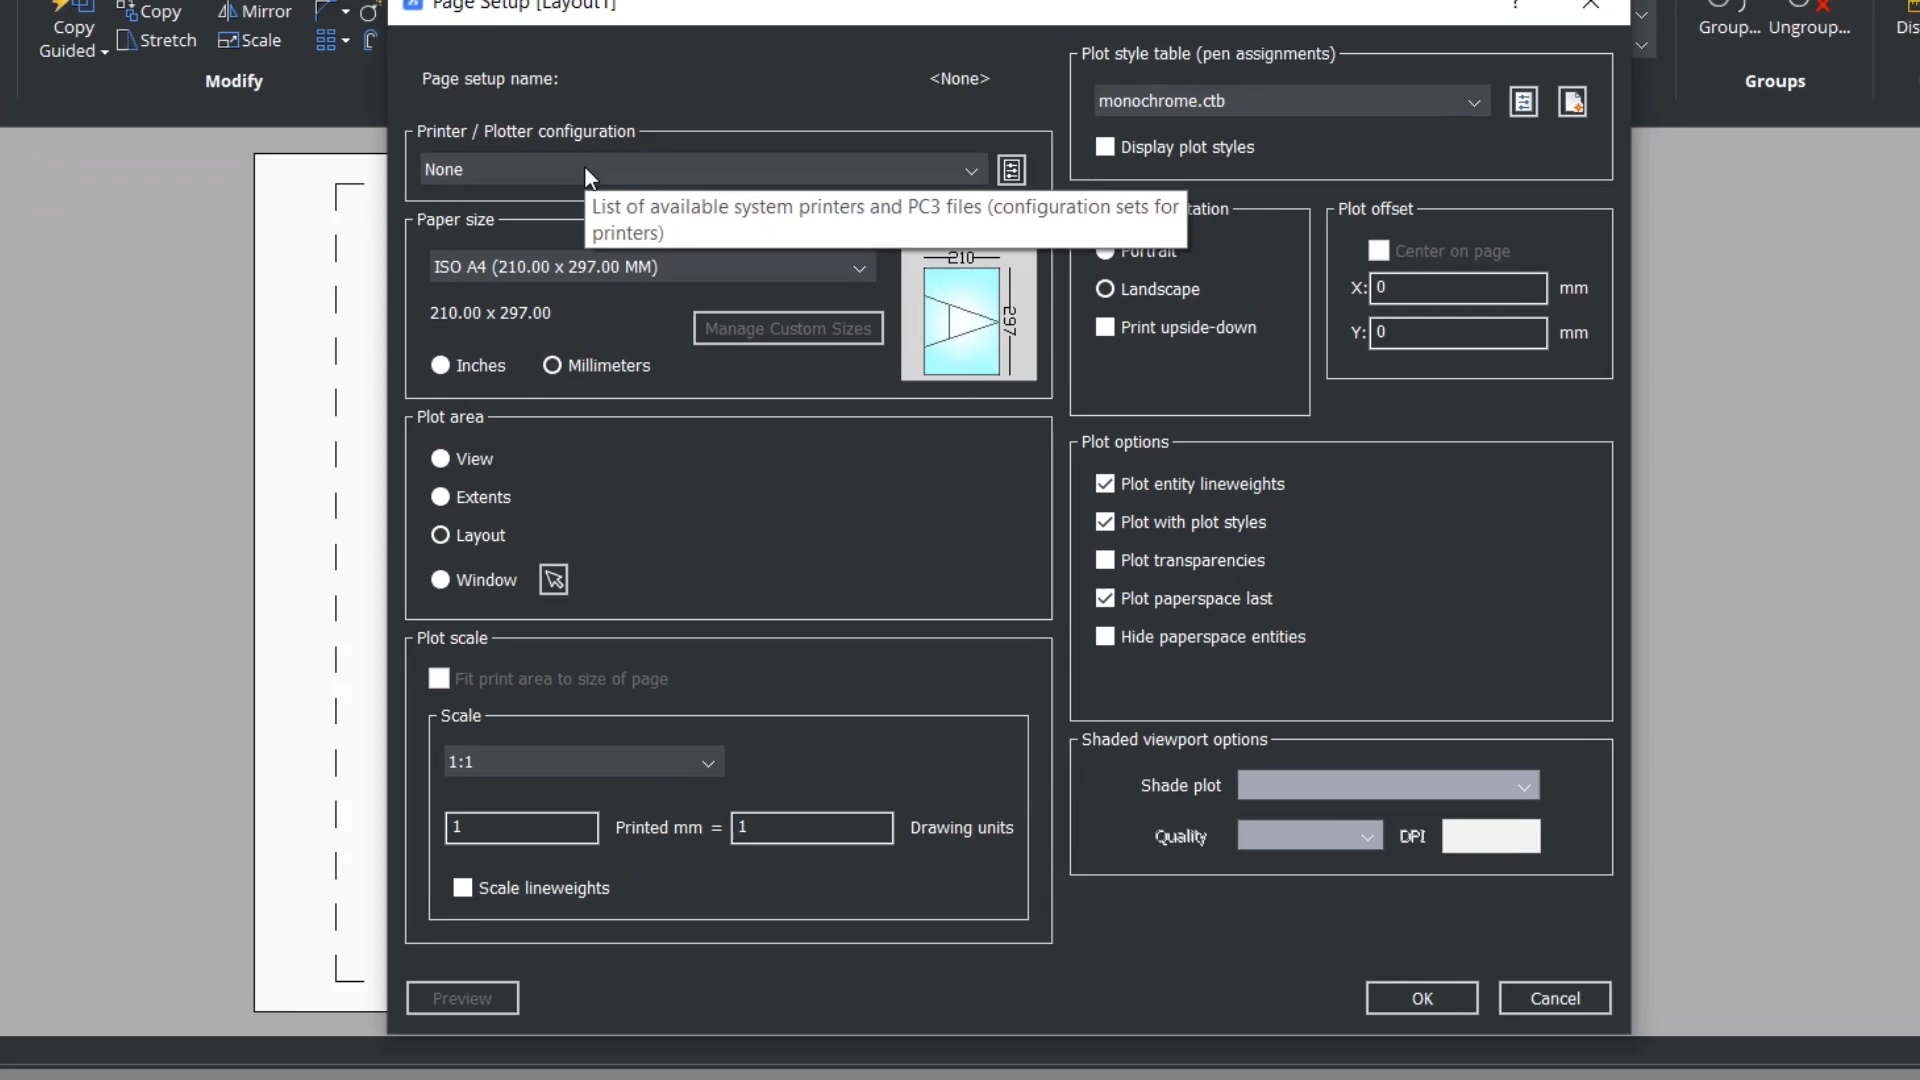 Page Setup [Layout1]
?
Copy
Guided
Copy
Mirror
Stretch
Scale
Modify
Group...
Ungroup...
Groups
Page setup name:
<None>
Printer / Plotter configuration
None
List of available system printers and PC3 files (configuration sets for
printers)
Paper size
ISO A4 (210.00 x 297.00 MM)
210.00 x 297.00
Manage Custom Sizes
Inches
Millimeters
210
297
Plot area
View
Extents
Layout
Window
Plot scale
Fit print area to size of page
Scale
1:1
1
Printed mm =
1
Drawing units
Scale lineweights
Preview
Plot style table (pen assignments)
monochrome.ctb
Display plot styles
tation
Portrait
Landscape
Print upside-down
Plot offset
Center on page
X:
0
mm
Y:
0
mm
Plot options
Plot entity lineweights
Plot with plot styles
Plot transparencies
Plot paperspace last
Hide paperspace entities
Shaded viewport options
Shade plot
Quality
DPI
OK
Cancel